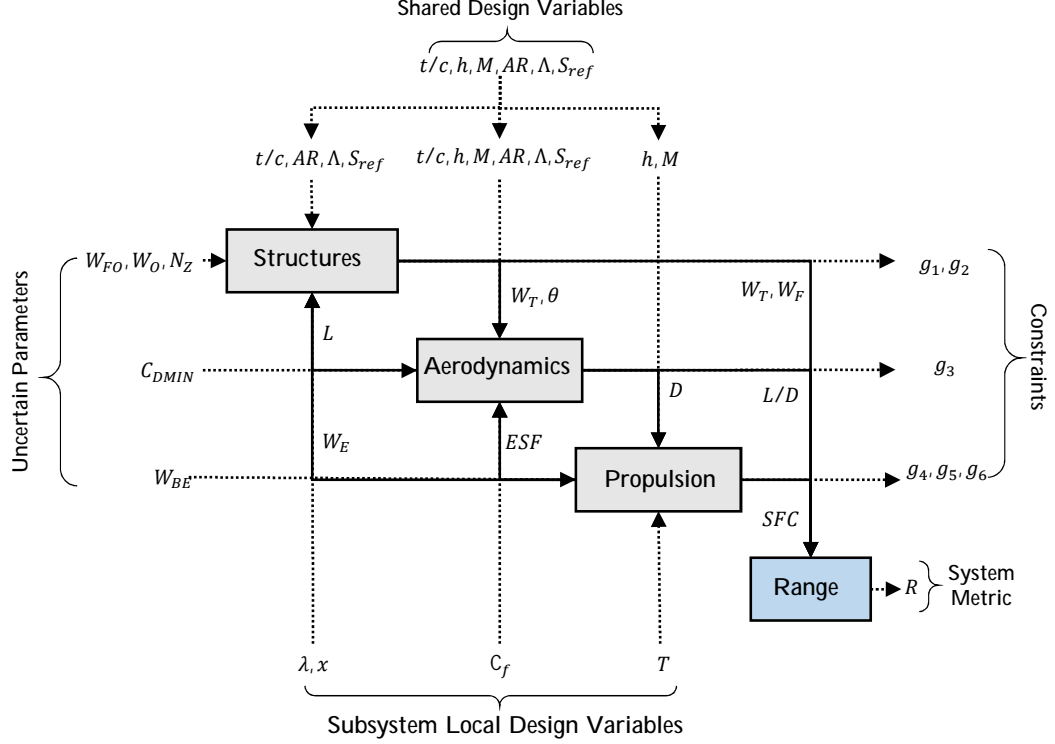 Shared Design Variables
t/c, h, M, AR, Λ, S_ref
t/c, AR, Λ, S_ref
t/c, h, M, AR, Λ, S_ref
h, M
Uncertain Parameters
W_FO, W_O, N_Z
Structures
g_1, g_2
W_T, θ
W_T, W_F
L
C_DMIN
Aerodynamics
g_3
Constraints
D
L/D
W_E
ESF
W_BE
Propulsion
g_4, g_5, g_6
SFC
Range
R
System
Metric
λ, x
C_f
T
Subsystem Local Design Variables